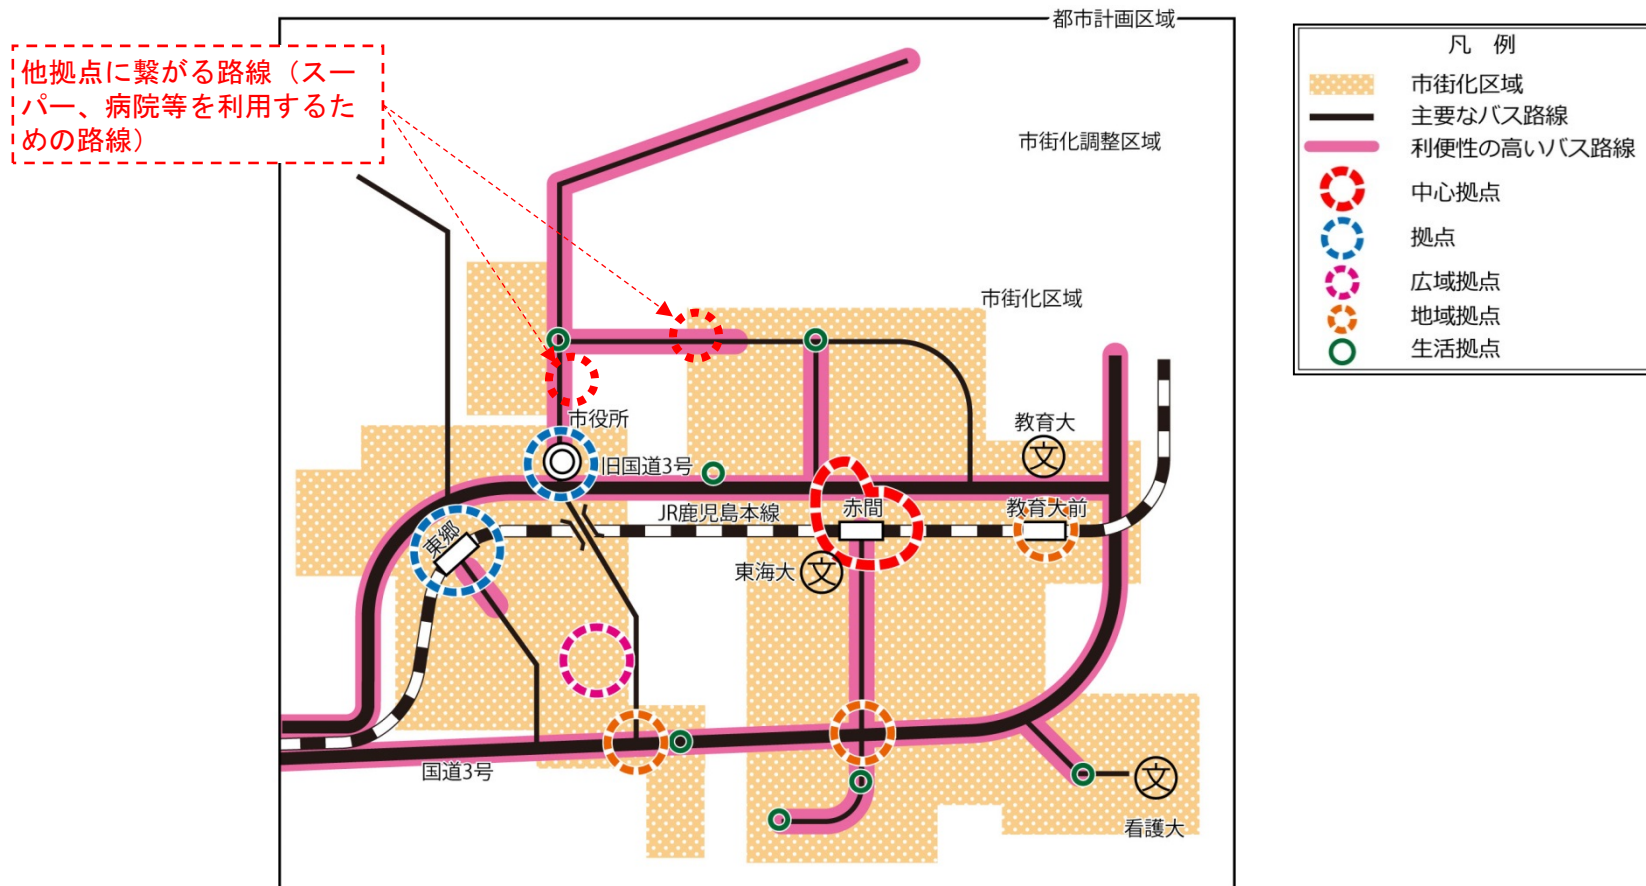 都市計画区域
他拠点に繋がる路線（スー
パー、病院等を利用するた
めの路線）
凡　例
市街化区域
主要なバス路線
利便性の高いバス路線
中心拠点
拠点
広域拠点
地域拠点
生活拠点
市街化調整区域
市街化区域
市役所
旧国道3号
教育大
文
JR鹿児島本線
赤間
教育大前
東郷
東海大
文
国道3号
文
看護大